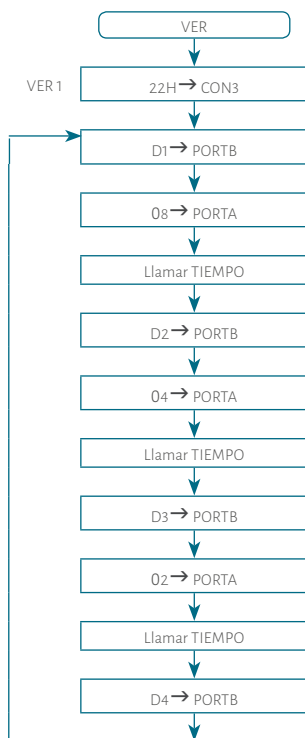 VER
VER 1
22H → CON3
D1 → PORTB
08 → PORTA
Llamar TIEMPO
D2 → PORTB
04 → PORTA
Llamar TIEMPO
D3 → PORTB
02 → PORTA
Llamar TIEMPO
D4 → PORTB